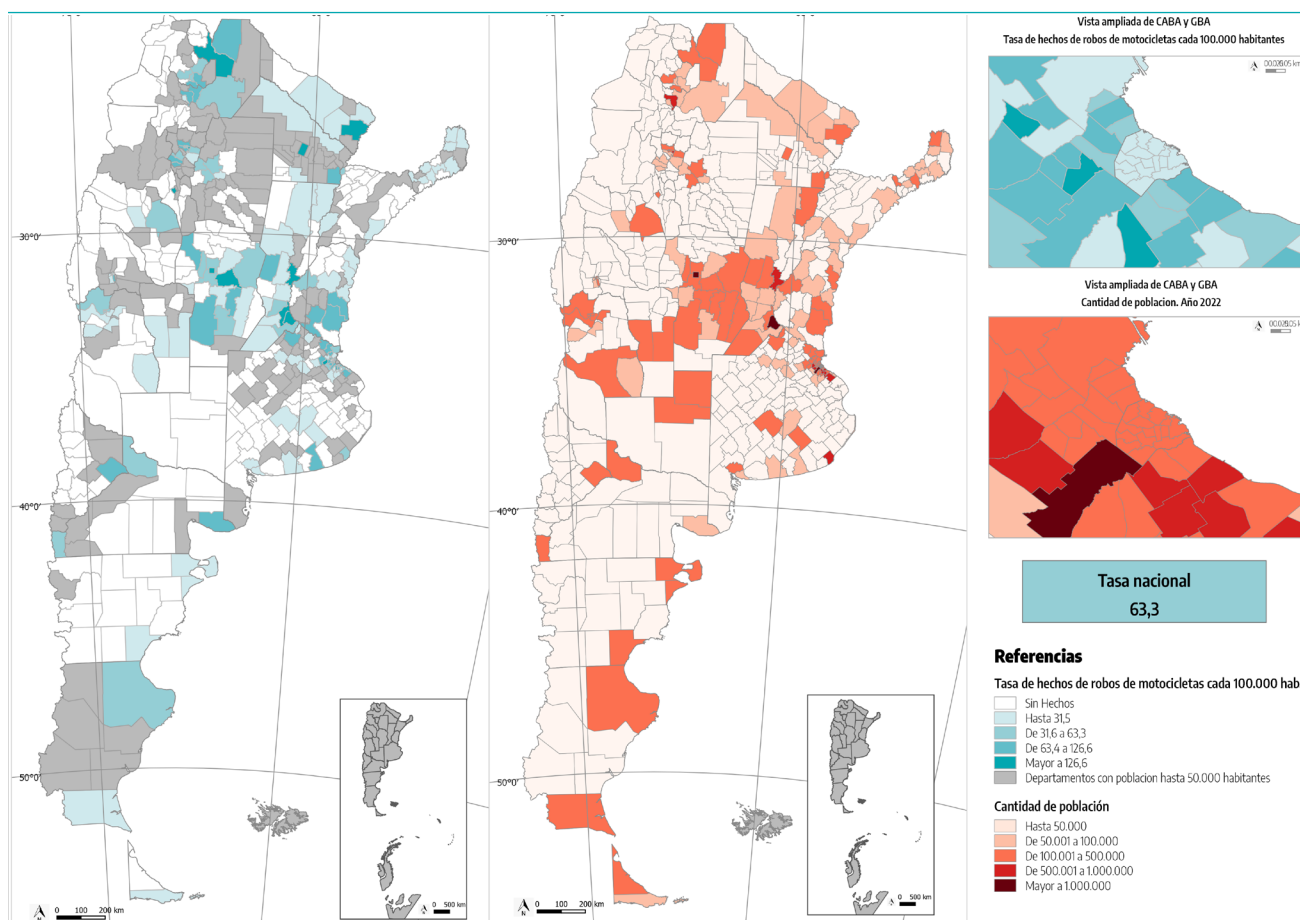 Vista ampliada de CABA y GBA
Tasa de hechos de robos de motocicletas cada 100.000 habitantes
Vista ampliada de CABA y GBA
Cantidad de poblacion. Año 2022
Tasa nacional
63,3
Referencias
Tasa de hechos de robos de motocicletas cada 100.000 hab
Sin Hechos
Hasta 31,5
De 31,6 a 63,3
De 63,4 a 126,6
Mayor a 126,6
Departamentos con poblacion hasta 50.000 habitantes
Cantidad de población
Hasta 50.000
De 50.001 a 100.000
De 100.001 a 500.000
De 500.001 a 1.000.000
Mayor a 1.000.000
30°0'
40°0'
50°0'
N
0 100 200 km
0 500 km
30°0'
40°0'
50°0'
N
0 100 200 km
0 500 km